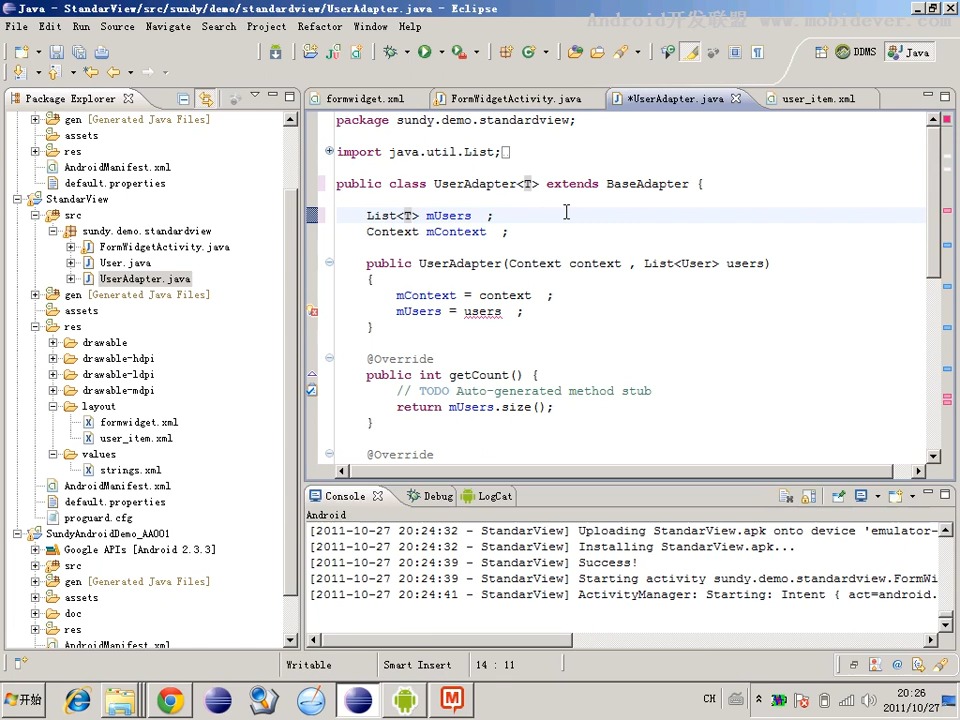 Java - StandarView/src/sundy/demo/standardview/UserAdapter.java - Eclipse
Android开发联盟 www.mobidever.com
File Edit Run Source Navigate Search Project Refactor Window Help
DDMS Java
Package Explorer
formwidget.xml FormWidgetActivity.java *UserAdapter.java user_item.xml
gen [Generated Java Files]
assets
res
AndroidManifest.xml
default.properties
StandarView
src
sundy.demo.standardview
FormWidgetActivity.java
User.java
UserAdapter.java
gen [Generated Java Files]
assets
res
drawable
drawable-hdpi
drawable-ldpi
drawable-mdpi
layout
formwidget.xml
user_item.xml
values
strings.xml
AndroidManifest.xml
default.properties
proguard.cfg
SundyAndroidDemo_AA001
Google APIs [Android 2.3.3]
src
gen [Generated Java Files]
assets
doc
res
AndroidManifest.xml
package sundy.demo.standardview;
import java.util.List;
public class UserAdapter<T> extends BaseAdapter {
List<T> mUsers ;
Context mContext ;
public UserAdapter(Context context , List<User> users)
{
mContext = context ;
mUsers = users ;
}
@Override
public int getCount() {
// TODO Auto-generated method stub
return mUsers.size();
}
@Override
Console Debug LogCat
Android
[2011-10-27 20:24:32 - StandarView] Uploading StandarView.apk onto device 'emulator-
[2011-10-27 20:24:32 - StandarView] Installing StandarView.apk...
[2011-10-27 20:24:39 - StandarView] Success!
[2011-10-27 20:24:39 - StandarView] Starting activity sundy.demo.standardview.FormWi
[2011-10-27 20:24:41 - StandarView] ActivityManager: Starting: Intent { act=android.
Writable Smart Insert 14 : 11
开始 CH 20:26
2011/10/27